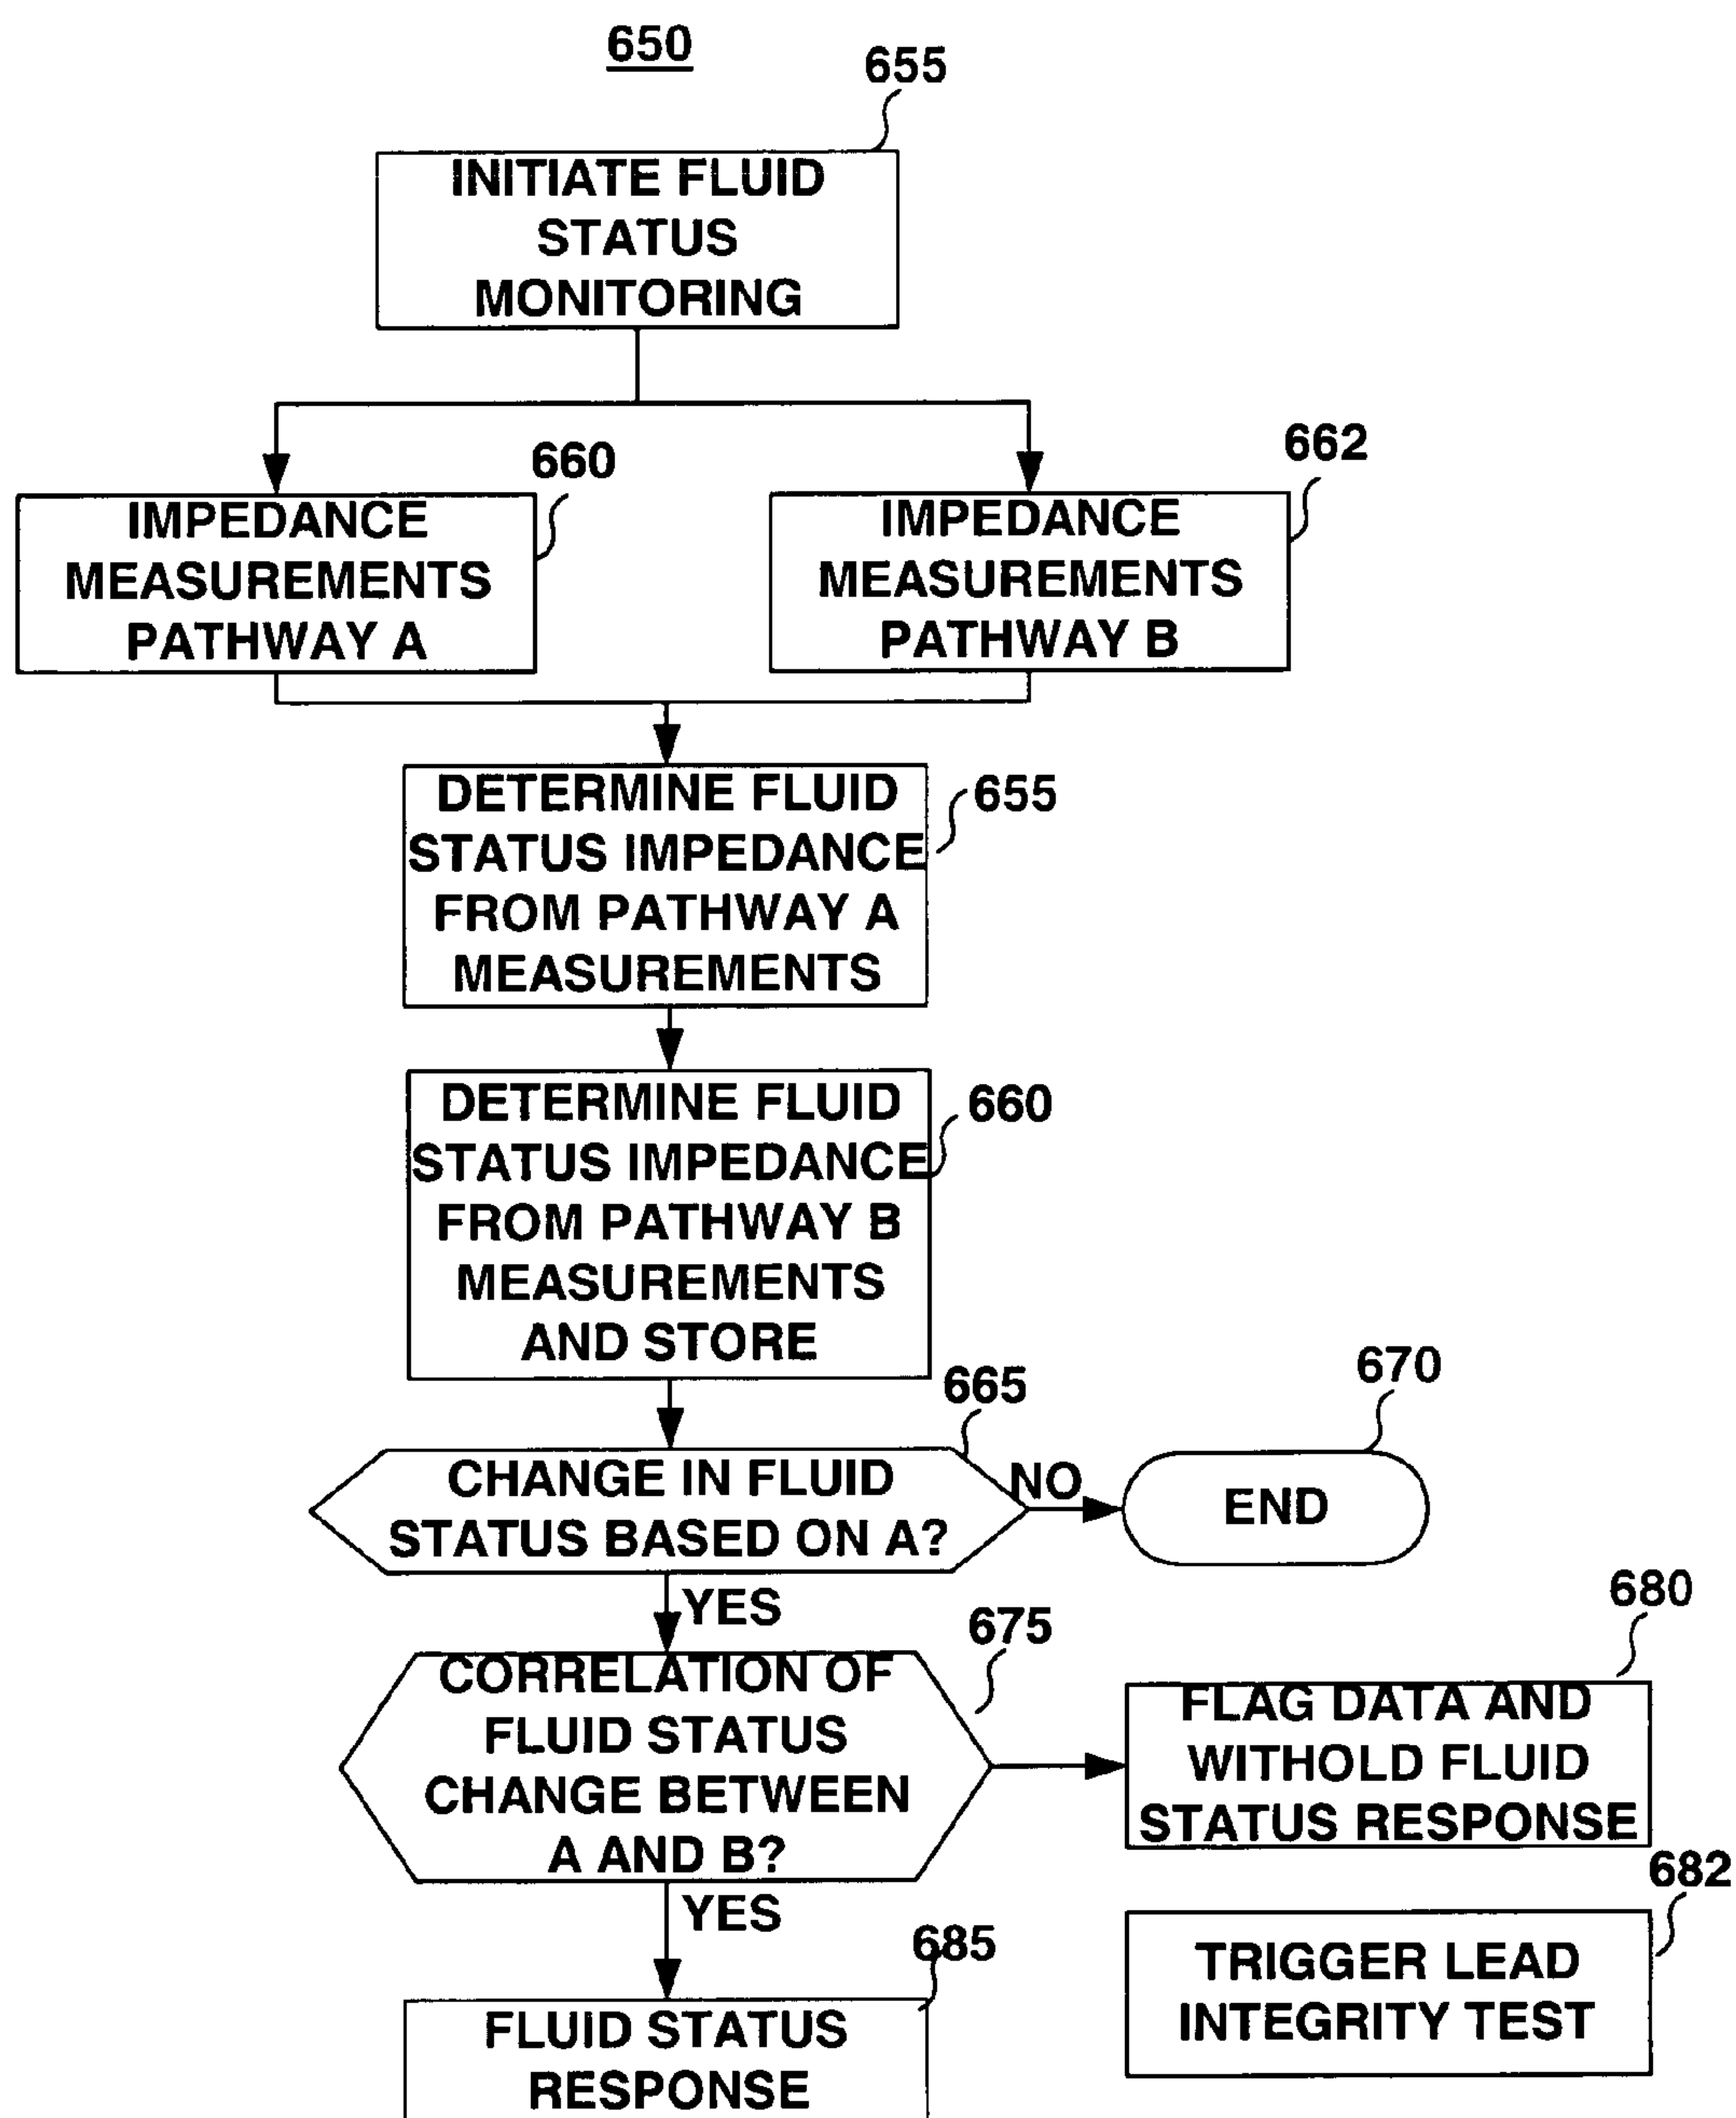 650
655
INITIATE FLUID
STATUS
MONITORING
660
662
IMPEDANCE
MEASUREMENTS
PATHWAY A
IMPEDANCE
MEASUREMENTS
PATHWAY B
DETERMINE FLUID
STATUS IMPEDANCE
FROM PATHWAY A
MEASUREMENTS
655
DETERMINE FLUID
STATUS IMPEDANCE
FROM PATHWAY B
MEASUREMENTS
AND STORE
660
665
670
CHANGE IN FLUID
STATUS BASED ON A?
NO
END
YES
675
680
CORRELATION OF
FLUID STATUS
CHANGE BETWEEN
A AND B?
FLAG DATA AND
WITHOLD FLUID
STATUS RESPONSE
682
YES
685
TRIGGER LEAD
INTEGRITY TEST
FLUID STATUS
RESPONSE